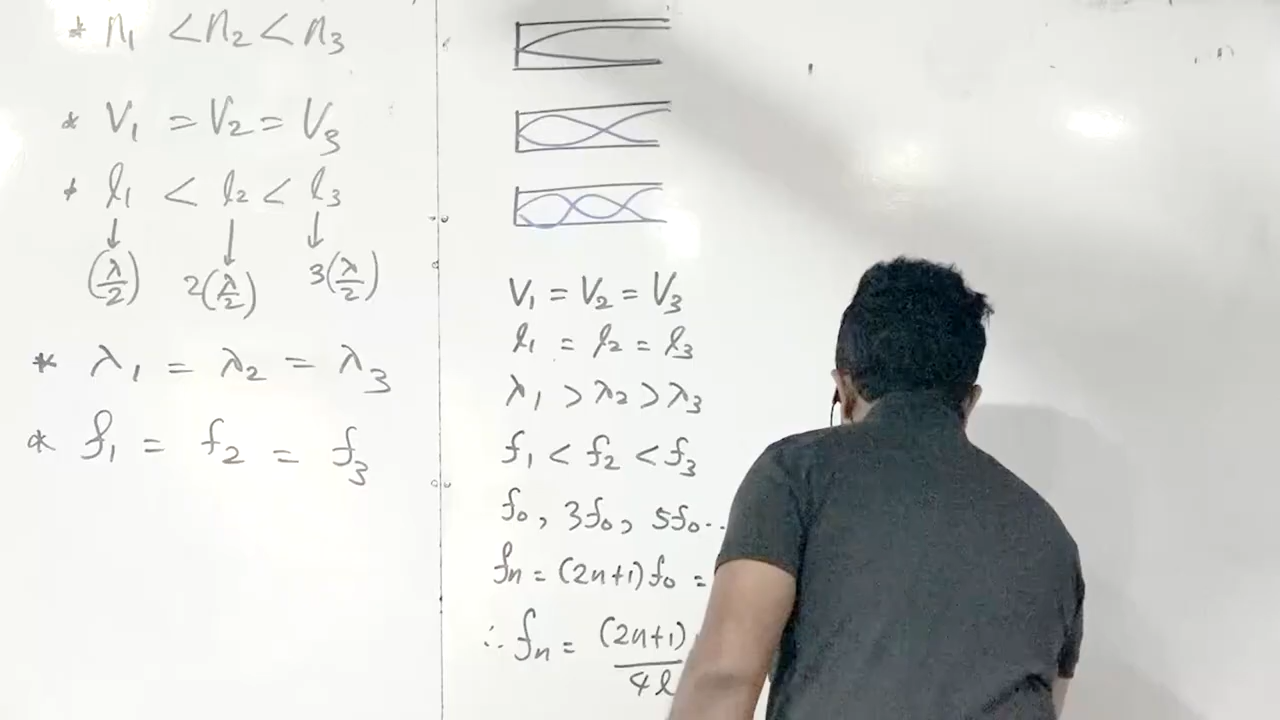 * n₁ < n₂ < n₃
* V₁ = V₂ = V₃
* l₁ < l₂ < l₃
↓ ↓ ↓
(λ/2) 2(λ/2) 3(λ/2)
* λ₁ = λ₂ = λ₃
* f₁ = f₂ = f₃
V₁ = V₂ = V₃
l₁ = l₂ = l₃
λ₁ > λ₂ > λ₃
f₁ < f₂ < f₃
f₀, 3f₀, 5f₀..
fn = (2n+1)f₀ =
∴ fn = (2n+1)
4l